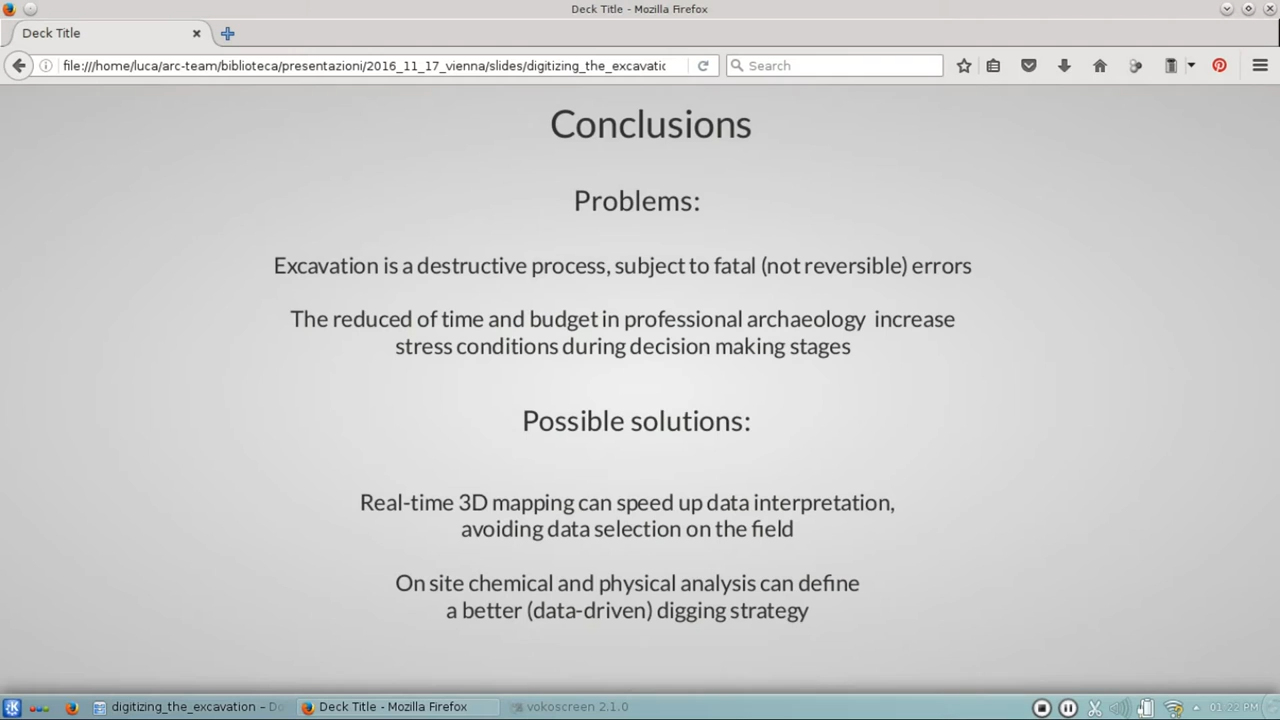 Deck Title - Mozilla Firefox
Deck Title
file:///home/luca/arc-team/biblioteca/presentazioni/2016_11_17_vienna/slides/digitizing_the_excavatio
Search
Conclusions
Problems:
Excavation is a destructive process, subject to fatal (not reversible) errors
The reduced of time and budget in professional archaeology increase
stress conditions during decision making stages
Possible solutions:
Real-time 3D mapping can speed up data interpretation,
avoiding data selection on the field
On site chemical and physical analysis can define
a better (data-driven) digging strategy
digitizing_the_excavation – Do
Deck Title - Mozilla Firefox
vokoscreen 2.1.0
01:22 PM